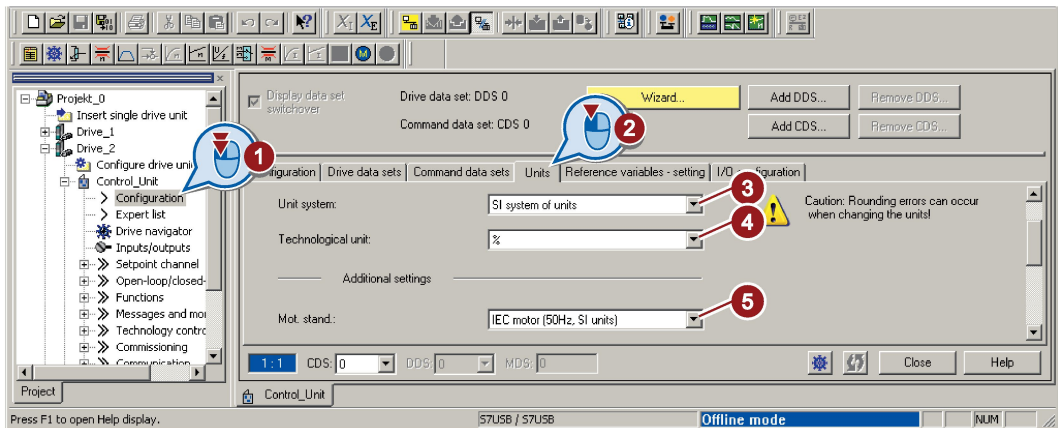 Projekt_0
Insert single drive unit
Drive_1
Drive_2
Configure drive uni
Control_Unit
Configuration
Expert list
Drive navigator
Inputs/outputs
Setpoint channel
Open-loop/closed-
Functions
Messages and mor
Technology contro
Commissioning
Communication
Project
1
Display data set
switchover
Drive data set: DDS 0
Wizard...
Add DDS...
Remove DDS...
Command data set: CDS 0
2
Add CDS...
Remove CDS...
Drive data sets
Command data sets
Units
Reference variables - setting
3
Unit system:
SI system of units
Caution: Rounding errors can occur
when changing the units!
4
Technological unit:
%
Additional settings
5
Mot. stand.:
IEC motor (50Hz, SI units)
1 : 1
CDS: 0
DDS: 0
MDS: 0
Close
Help
Control_Unit
Press F1 to open Help display.
S7USB / S7USB
Offline mode
NUM